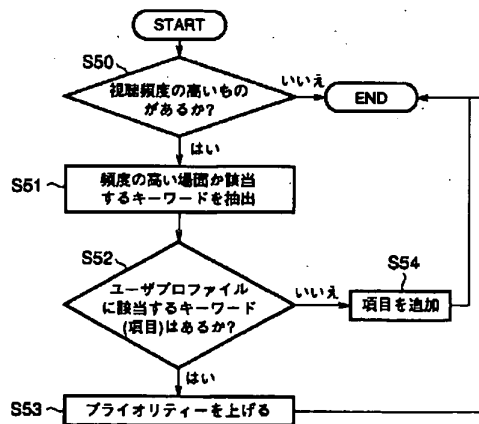 START
S50
視聴頻度の高いもの
があるか?
いいえ
END
はい
S51
頻度の高い場面が該当
するキーワードを抽出
S52
ユーザプロファイル
に該当するキーワード
(項目)はあるか?
いいえ
S54
項目を追加
はい
S53
プライオリティーを上げる